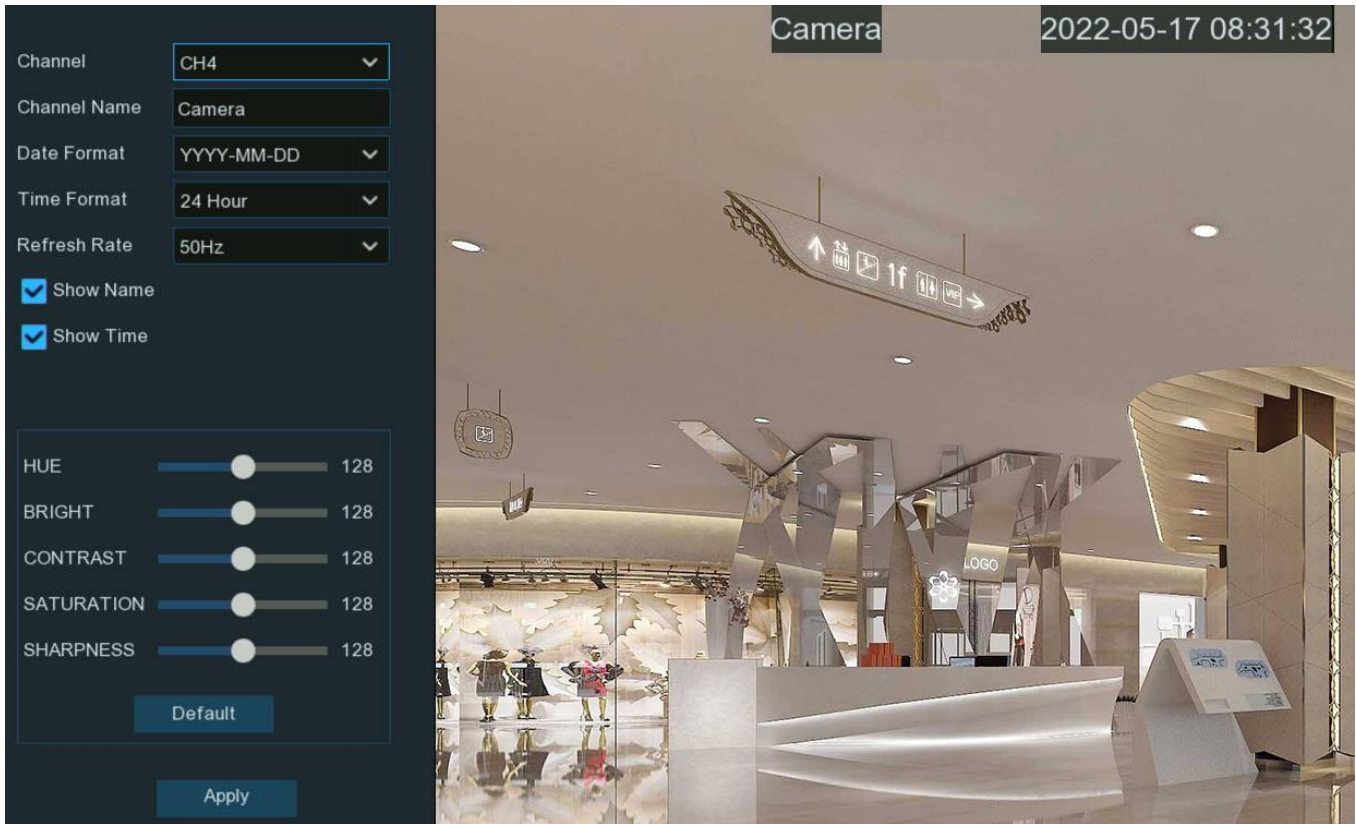 Camera
2022-05-17 08:31:32
Channel
CH4
Channel Name
Camera
Date Format
YYYY-MM-DD
Time Format
24 Hour
Refresh Rate
50Hz
Show Name
Show Time
HUE
128
BRIGHT
128
CONTRAST
128
SATURATION
128
SHARPNESS
128
Default
Apply
1f
VIP
LOGO